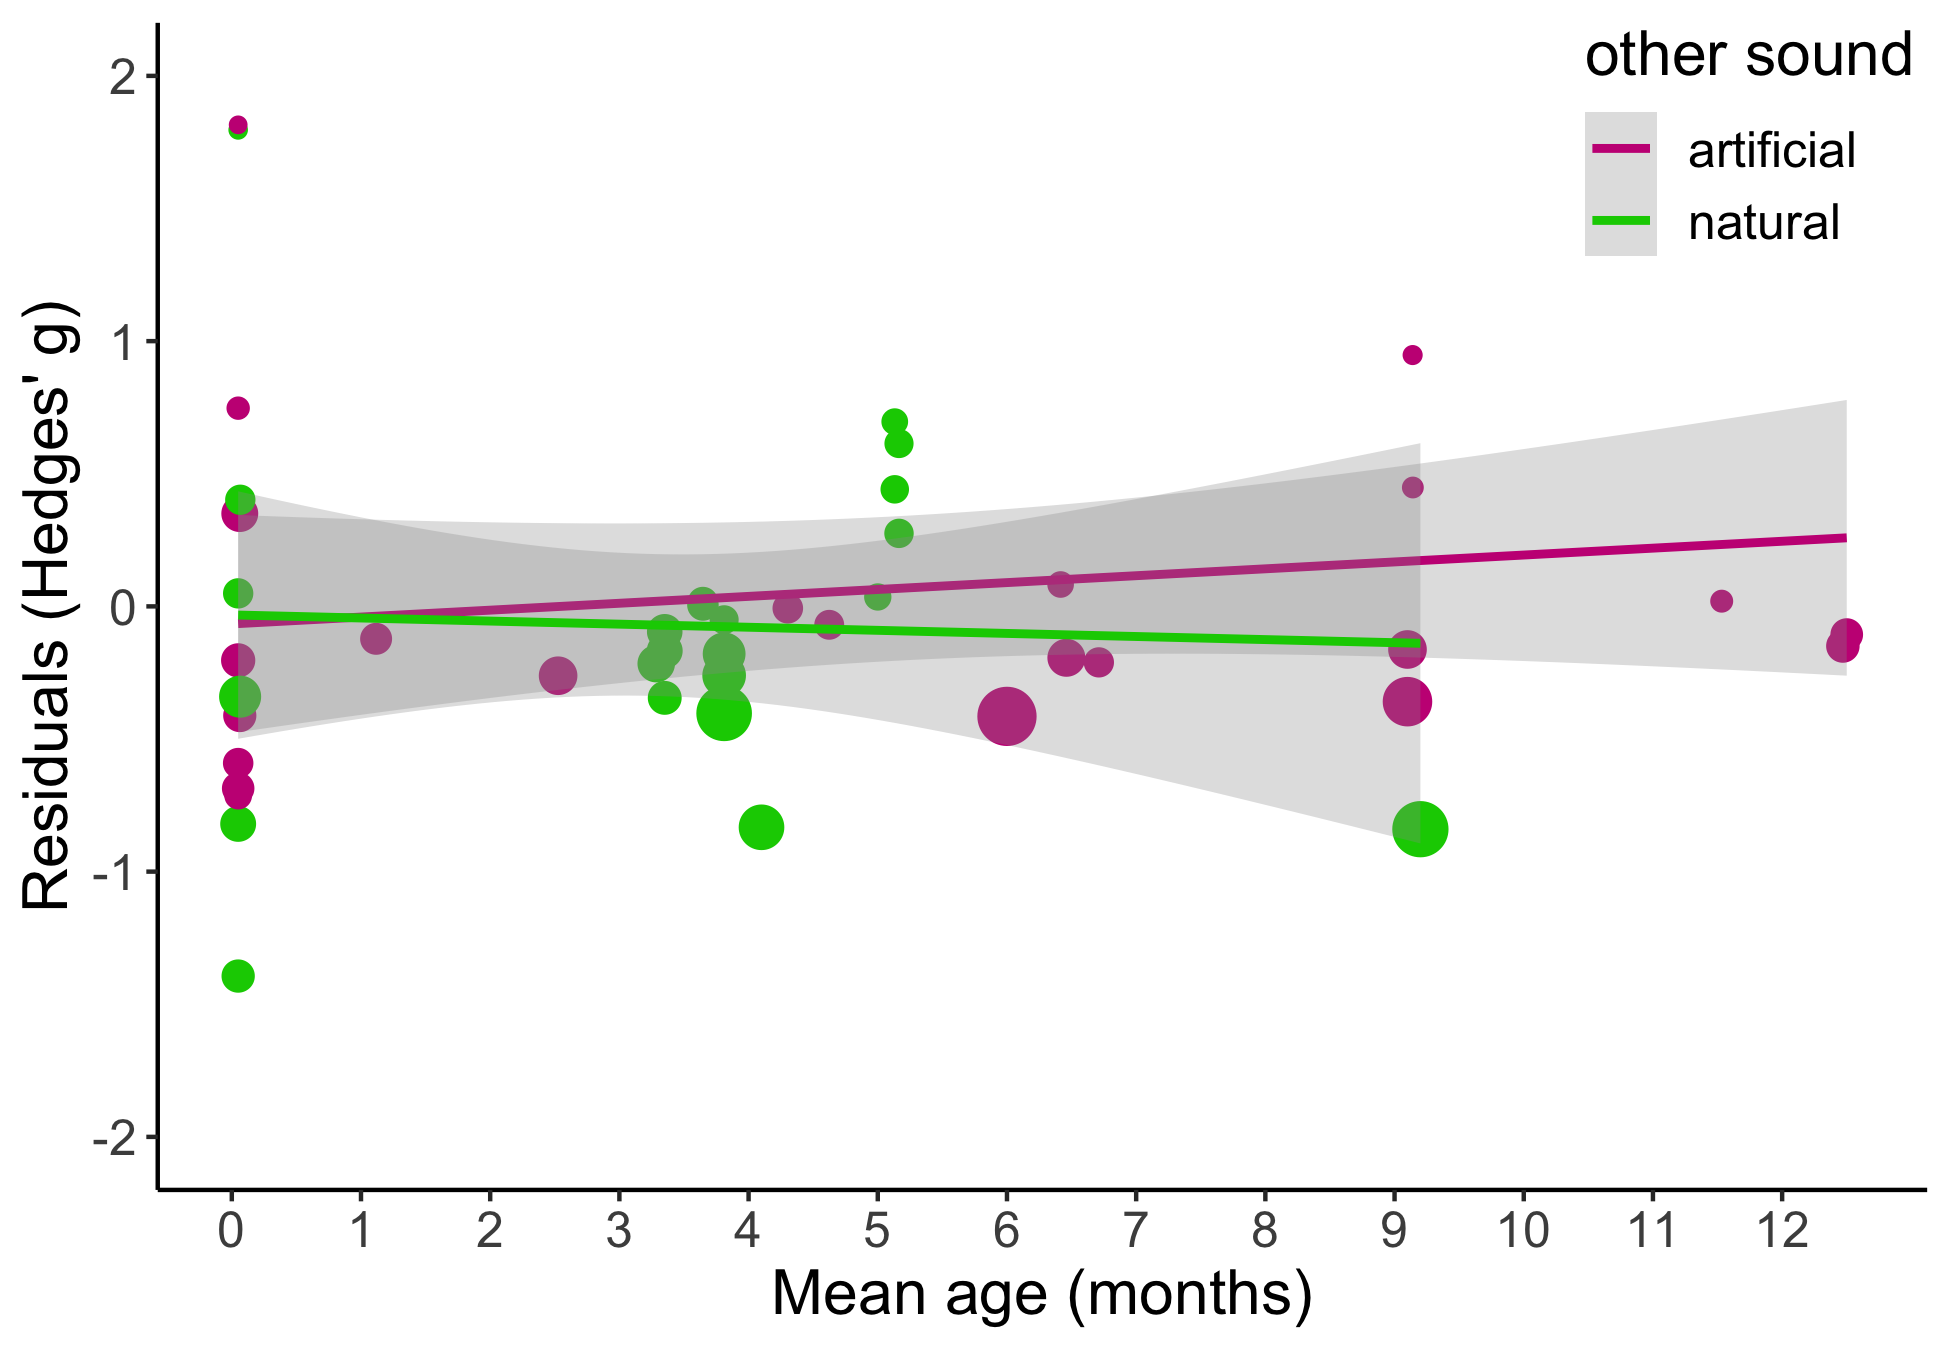 other sound
artificial
natural
Residuals (Hedges' g)
2
1
0
-1
-2
0 1 2 3 4 5 6 7 8 9 10 11 12
Mean age (months)